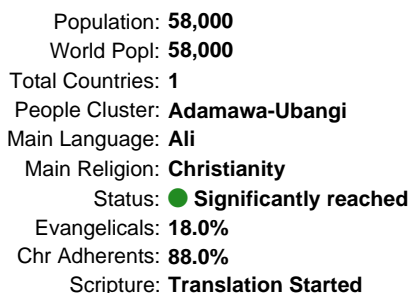 Population: 58,000
World Popl: 58,000
Total Countries: 1
People Cluster: Adamawa-Ubangi
Main Language: Ali
Main Religion: Christianity
Status: Significantly reached
Evangelicals: 18.0%
Chr Adherents: 88.0%
Scripture: Translation Started